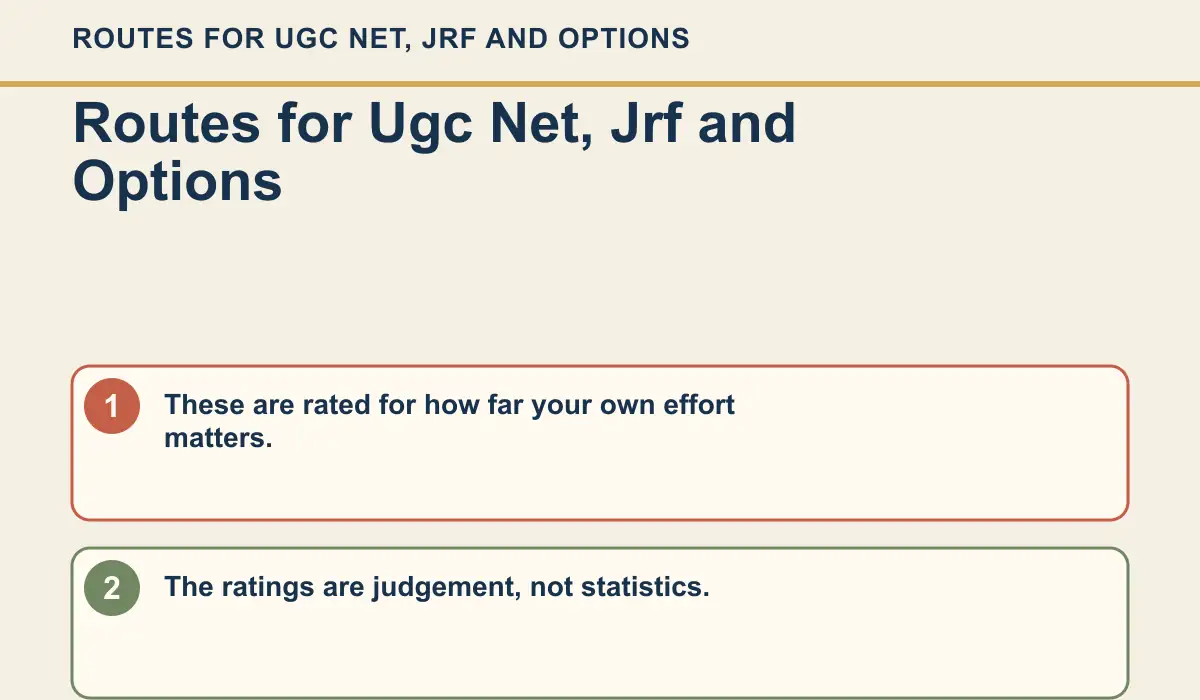 ROUTES FOR UGC NET, JRF AND OPTIONS
Routes for Ugc Net, Jrf and
Options
1
These are rated for how far your own effort
matters.
2
The ratings are judgement, not statistics.